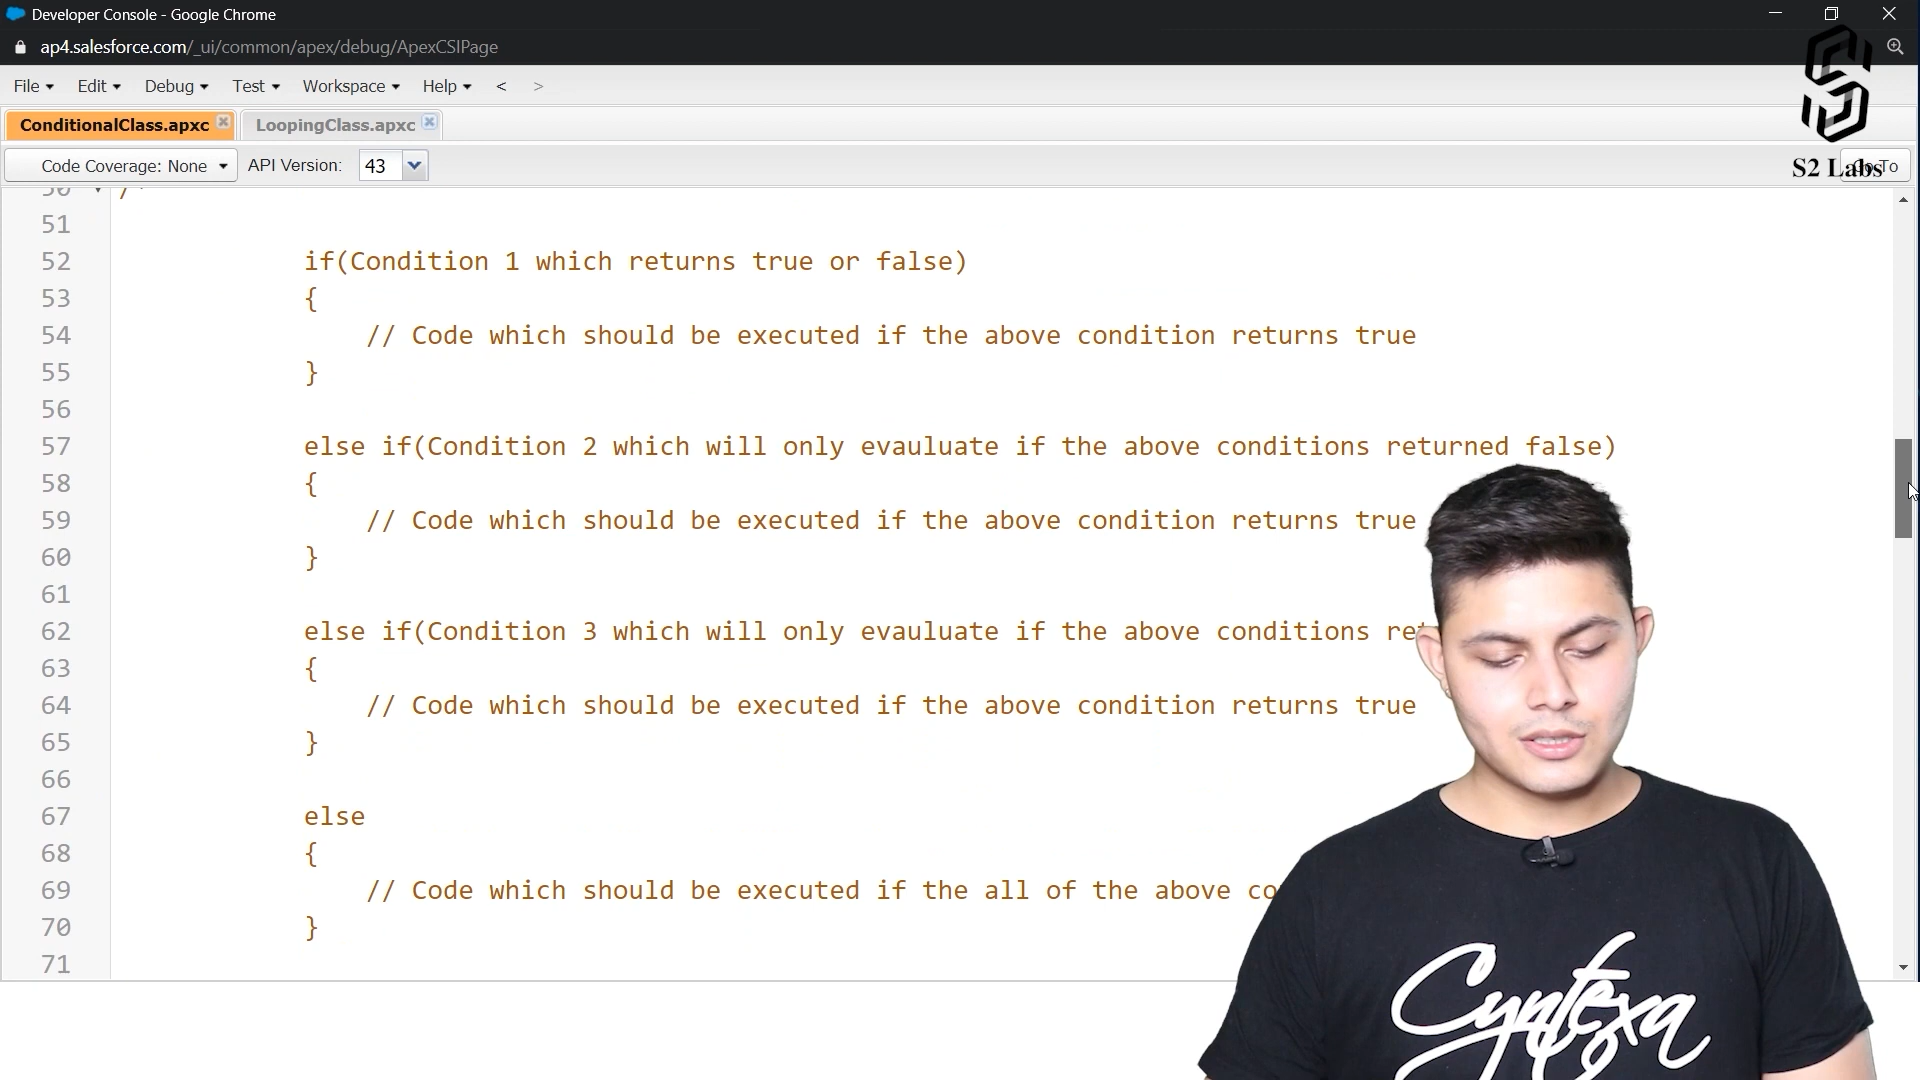 Developer Console - Google Chrome
ap4.salesforce.com/_ui/common/apex/debug/ApexCSIPage
File Edit Debug Test Workspace Help < >
ConditionalClass.apxc LoopingClass.apxc
Code Coverage: None API Version: 43 Go To
S2 Labs
50
51
52 if(Condition 1 which returns true or false)
53 {
54 // Code which should be executed if the above condition returns true
55 }
56
57 else if(Condition 2 which will only evauluate if the above conditions returned false)
58 {
59 // Code which should be executed if the above condition returns true
60 }
61
62 else if(Condition 3 which will only evauluate if the above conditions
63 {
64 // Code which should be executed if the above condition returns true
65 }
66
67 else
68 {
69 // Code which should be executed if the all of the above
70 }
71
Cyntexa